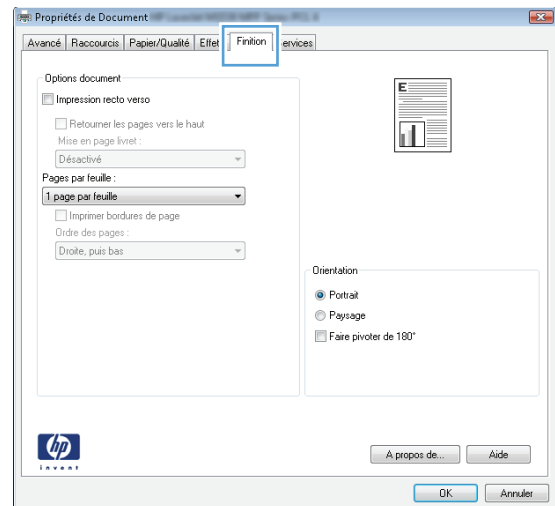 Propriétés de Document
Avancé Raccourcis Papier/Qualité Effet Finition ervices
Options document
Impression recto verso
Retourner les pages vers le haut
Mise en page livret :
Désactivé
Pages par feuille :
1 page par feuille
Imprimer bordures de page
Ordre des pages :
Droite, puis bas
E
Orientation
Portrait
Paysage
Faire pivoter de 180°
hp
invent
A propos de... Aide
OK Annuler